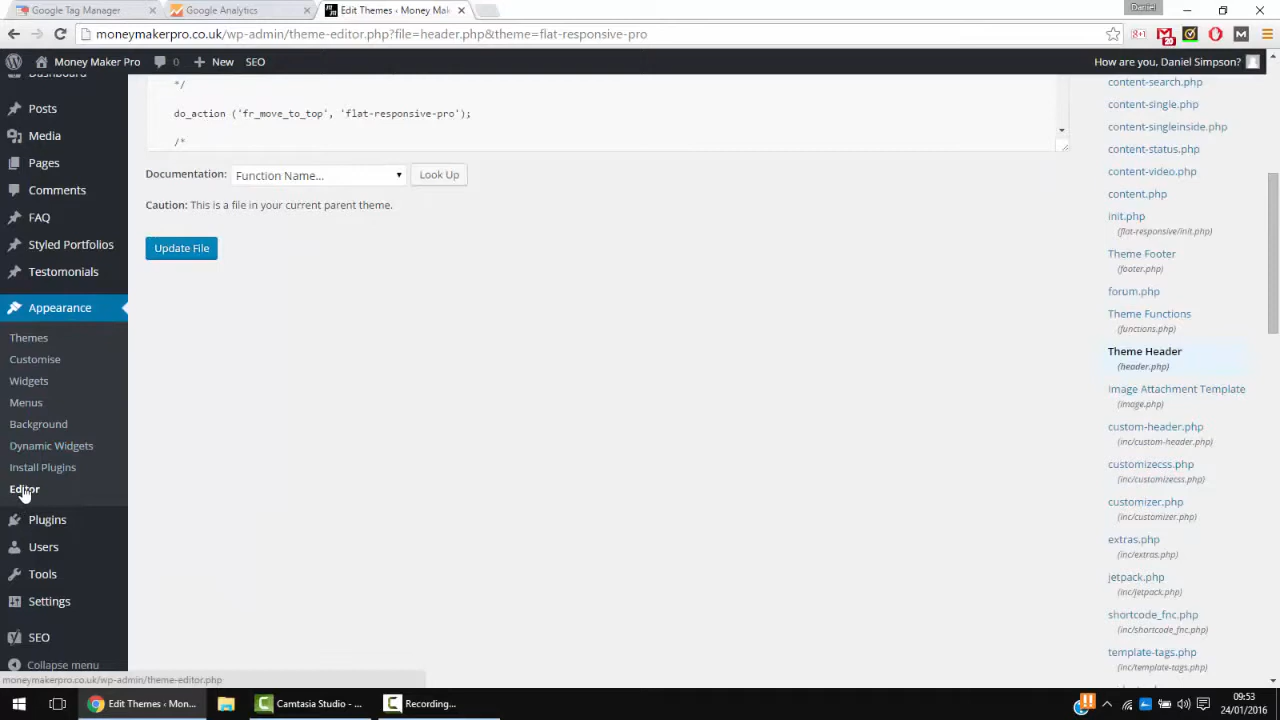 Google Tag Manager
Google Analytics
Edit Themes ‹ Money Mak
Daniel
moneymakerpro.co.uk/wp-admin/theme-editor.php?file=header.php&theme=flat-responsive-pro
20
Money Maker Pro
0
New
SEO
How are you, Daniel Simpson?
Dashboard
Posts
Media
Pages
Comments
FAQ
Styled Portfolios
Testimonials
Appearance
Themes
Customise
Widgets
Menus
Background
Dynamic Widgets
Install Plugins
Editor
Plugins
Users
Tools
Settings
SEO
Collapse menu
*/
do_action ('fr_move_to_top', 'flat-responsive-pro');
/*
Documentation:
Function Name...
Look Up
Caution: This is a file in your current parent theme.
Update File
content-search.php
content-single.php
content-singleinside.php
content-status.php
content-video.php
content.php
init.php
(flat-responsive/init.php)
Theme Footer
(footer.php)
forum.php
Theme Functions
(functions.php)
Theme Header
(header.php)
Image Attachment Template
(image.php)
custom-header.php
(inc/custom-header.php)
customizecss.php
(inc/customizecss.php)
customizer.php
(inc/customizer.php)
extras.php
(inc/extras.php)
jetpack.php
(inc/jetpack.php)
shortcode_fnc.php
(inc/shortcode_fnc.php)
template-tags.php
(inc/template-tags.php)
moneymakerpro.co.uk/wp-admin/theme-editor.php
Edit Themes ‹ Mon...
Camtasia Studio - ...
Recording...
09:53
24/01/2016